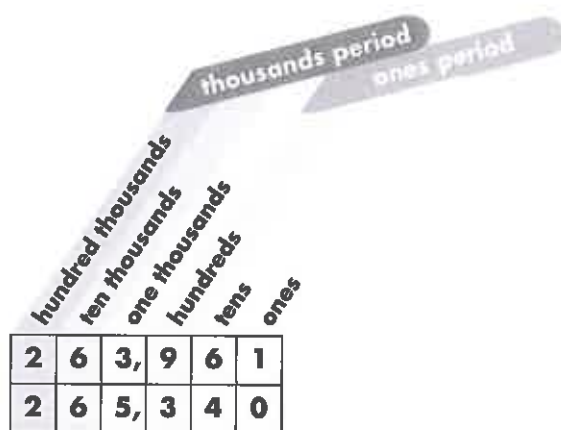 thousands period
ones period
hundred thousands
ten thousands
one thousands
hundreds
tens
ones
2 6 3, 9 6 1
2 6 5, 3 4 0